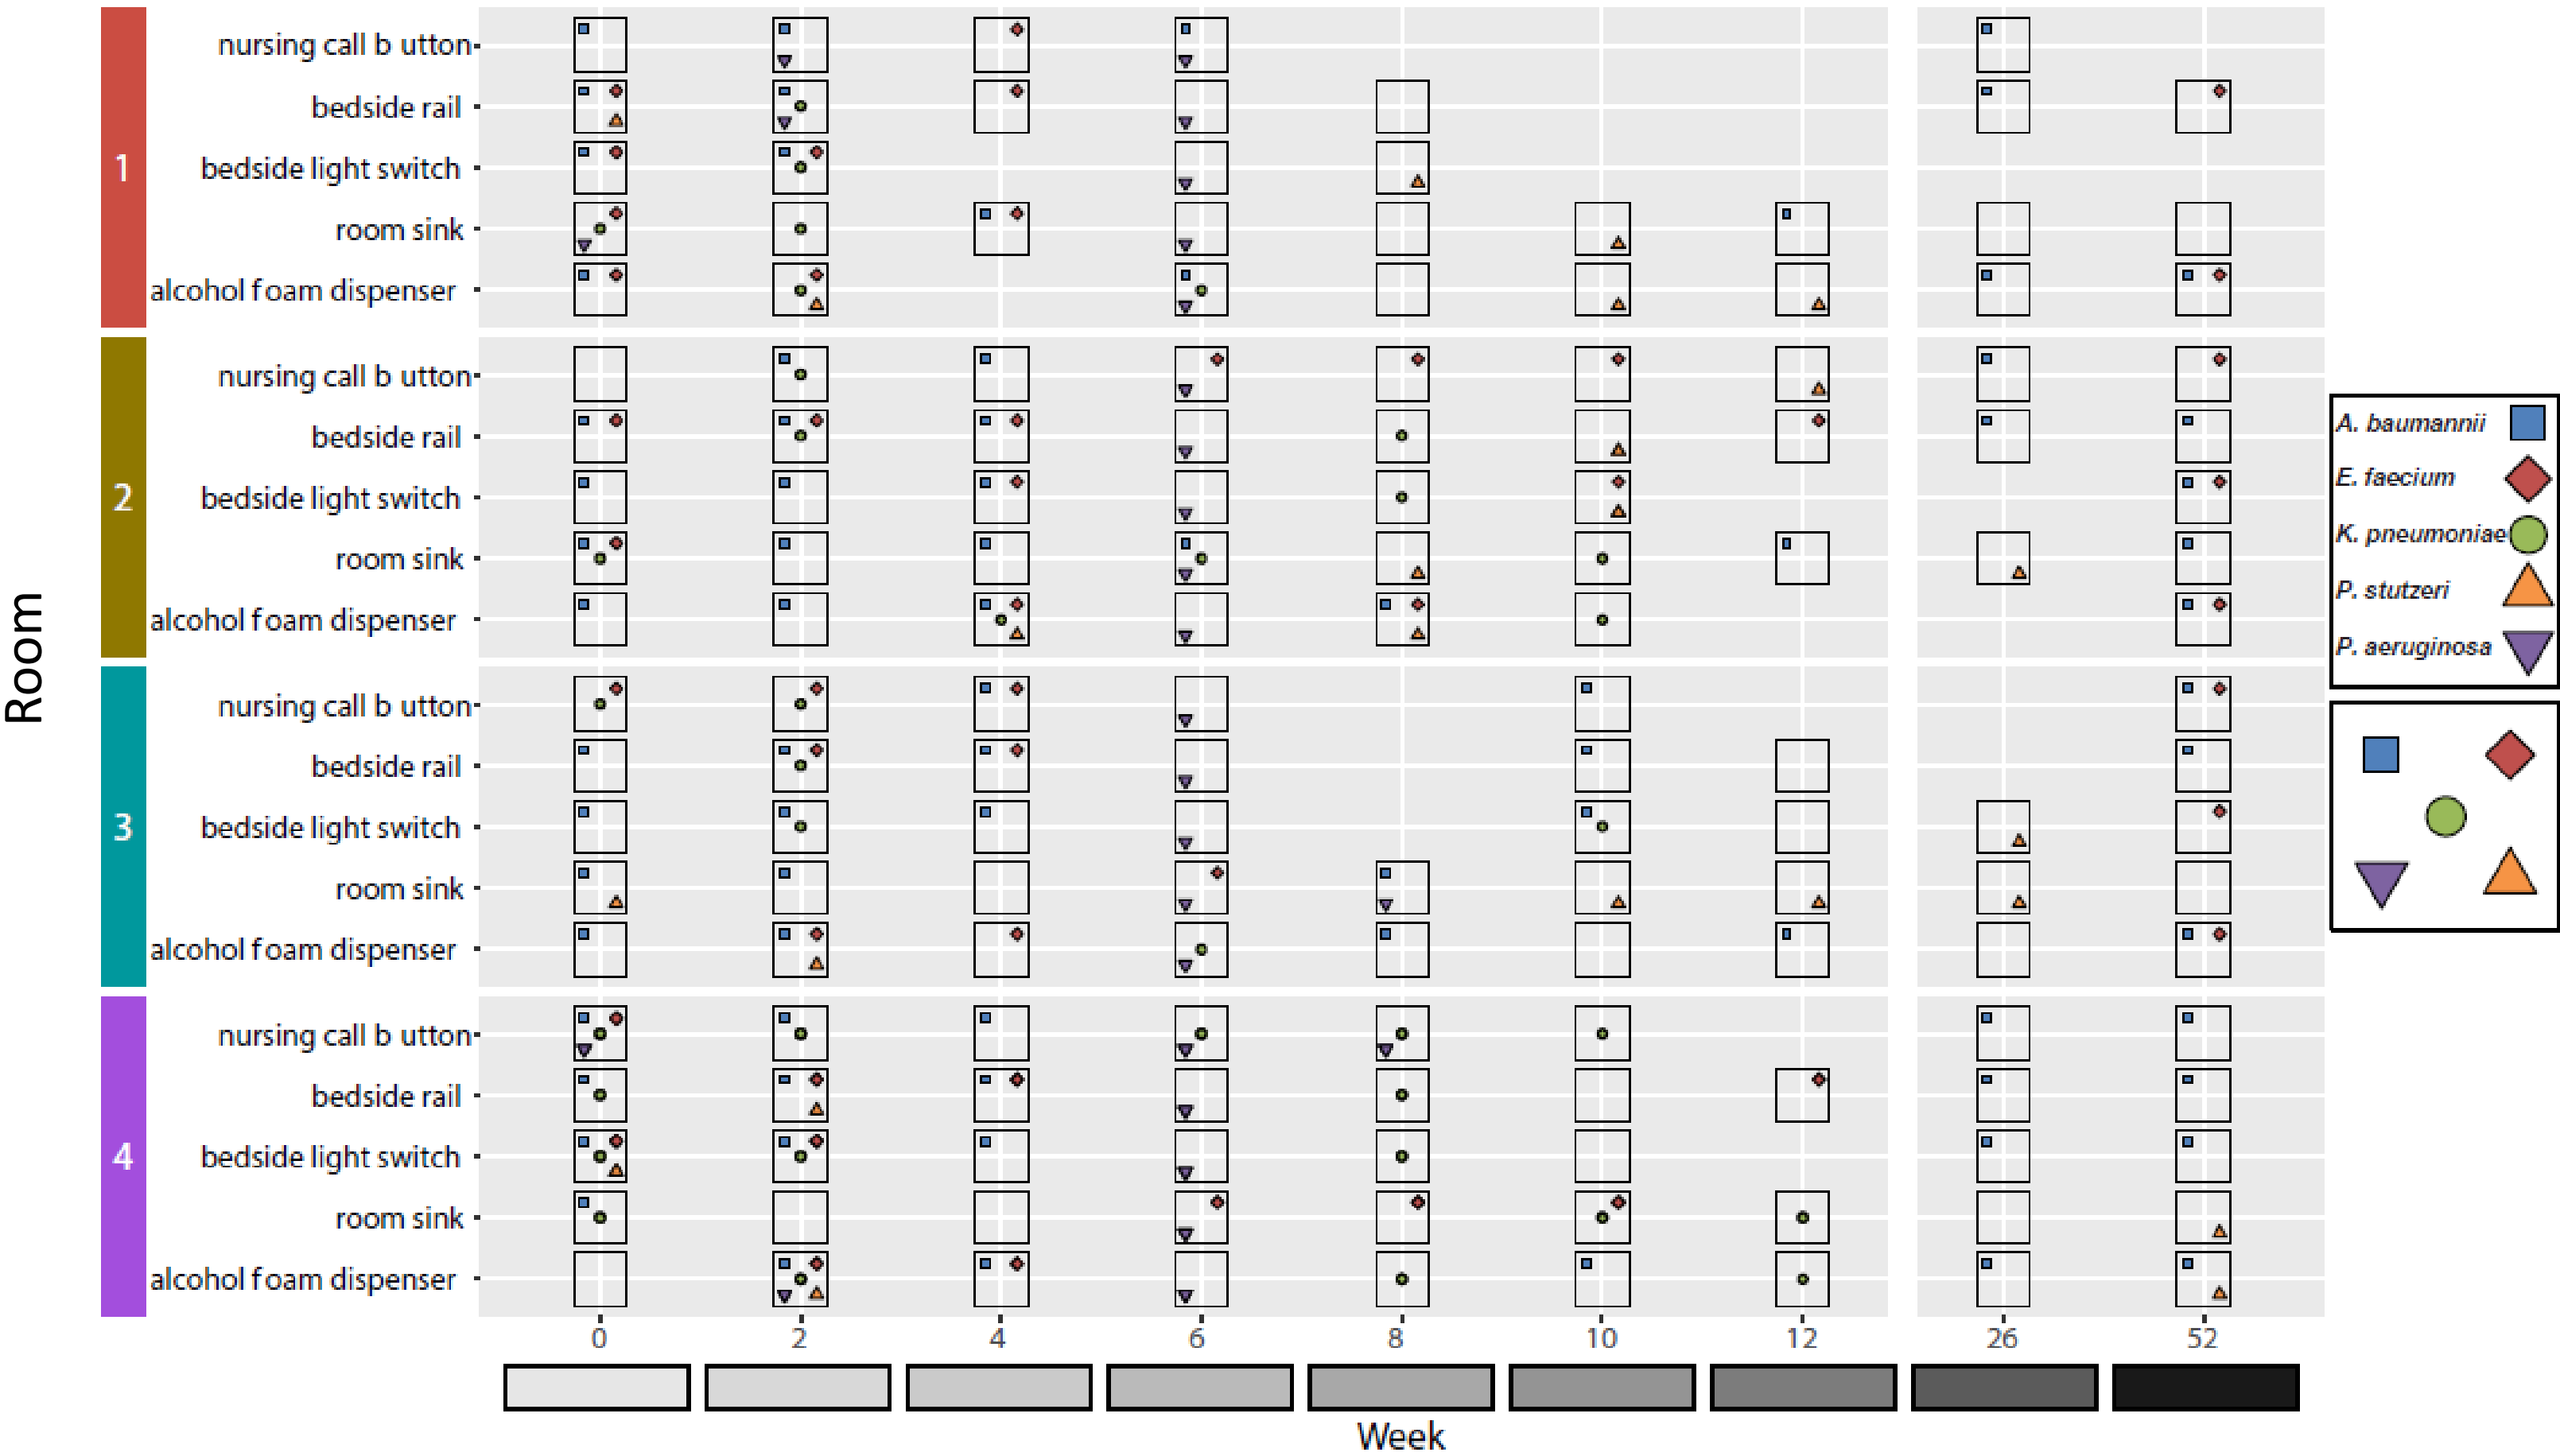 Room
1
nursing call b utton
bedside rail
bedside light switch
room sink
alcohol foam dispenser
2
nursing call b utton
bedside rail
bedside light switch
room sink
alcohol foam dispenser
3
nursing call b utton
bedside rail
bedside light switch
room sink
alcohol foam dispenser
4
nursing call b utton
bedside rail
bedside light switch
room sink
alcohol foam dispenser
0 2 4 6 8 10 12 26 52
Week
A. baumannii
E. faecium
K. pneumoniae
P. stutzeri
P. aeruginosa